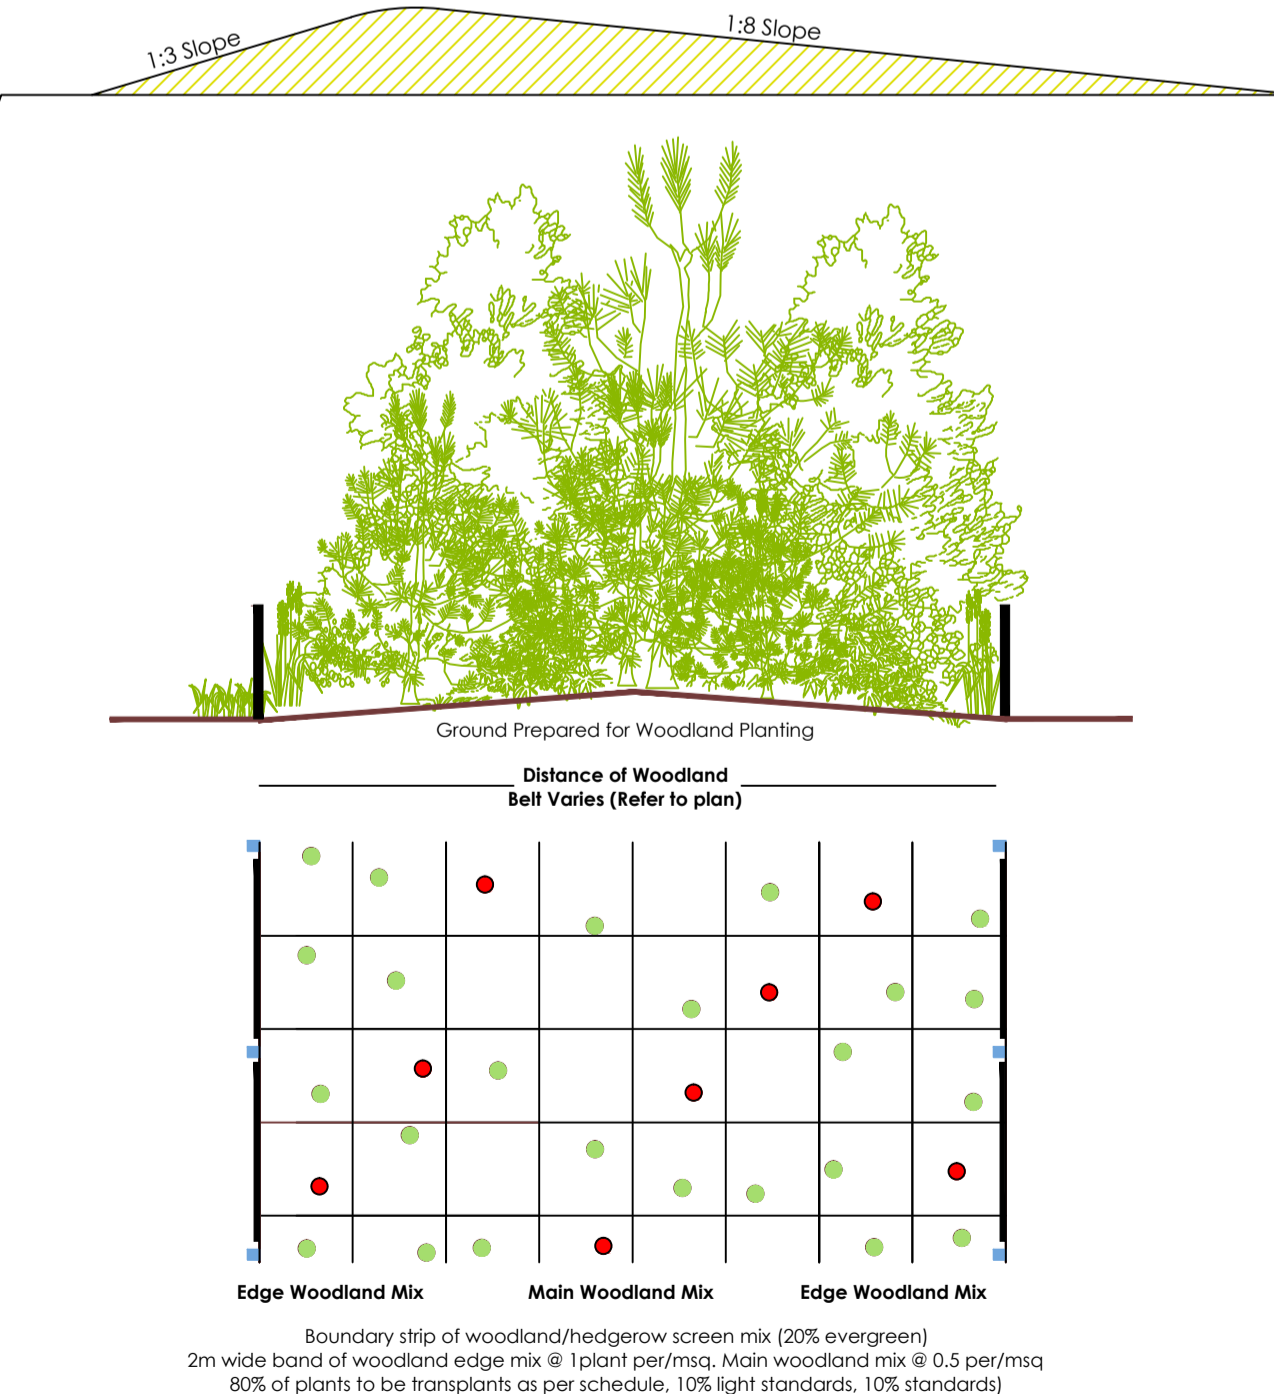 1:3 Slope
1:8 Slope
Ground Prepared for Woodland Planting
Distance of Woodland
Belt Varies (Refer to plan)
Edge Woodland Mix
Main Woodland Mix
Edge Woodland Mix
Boundary strip of woodland/hedgerow screen mix (20% evergreen)
2m wide band of woodland edge mix @ 1plant per/msq. Main woodland mix @ 0.5 per/msq
80% of plants to be transplants as per schedule, 10% light standards, 10% standards)